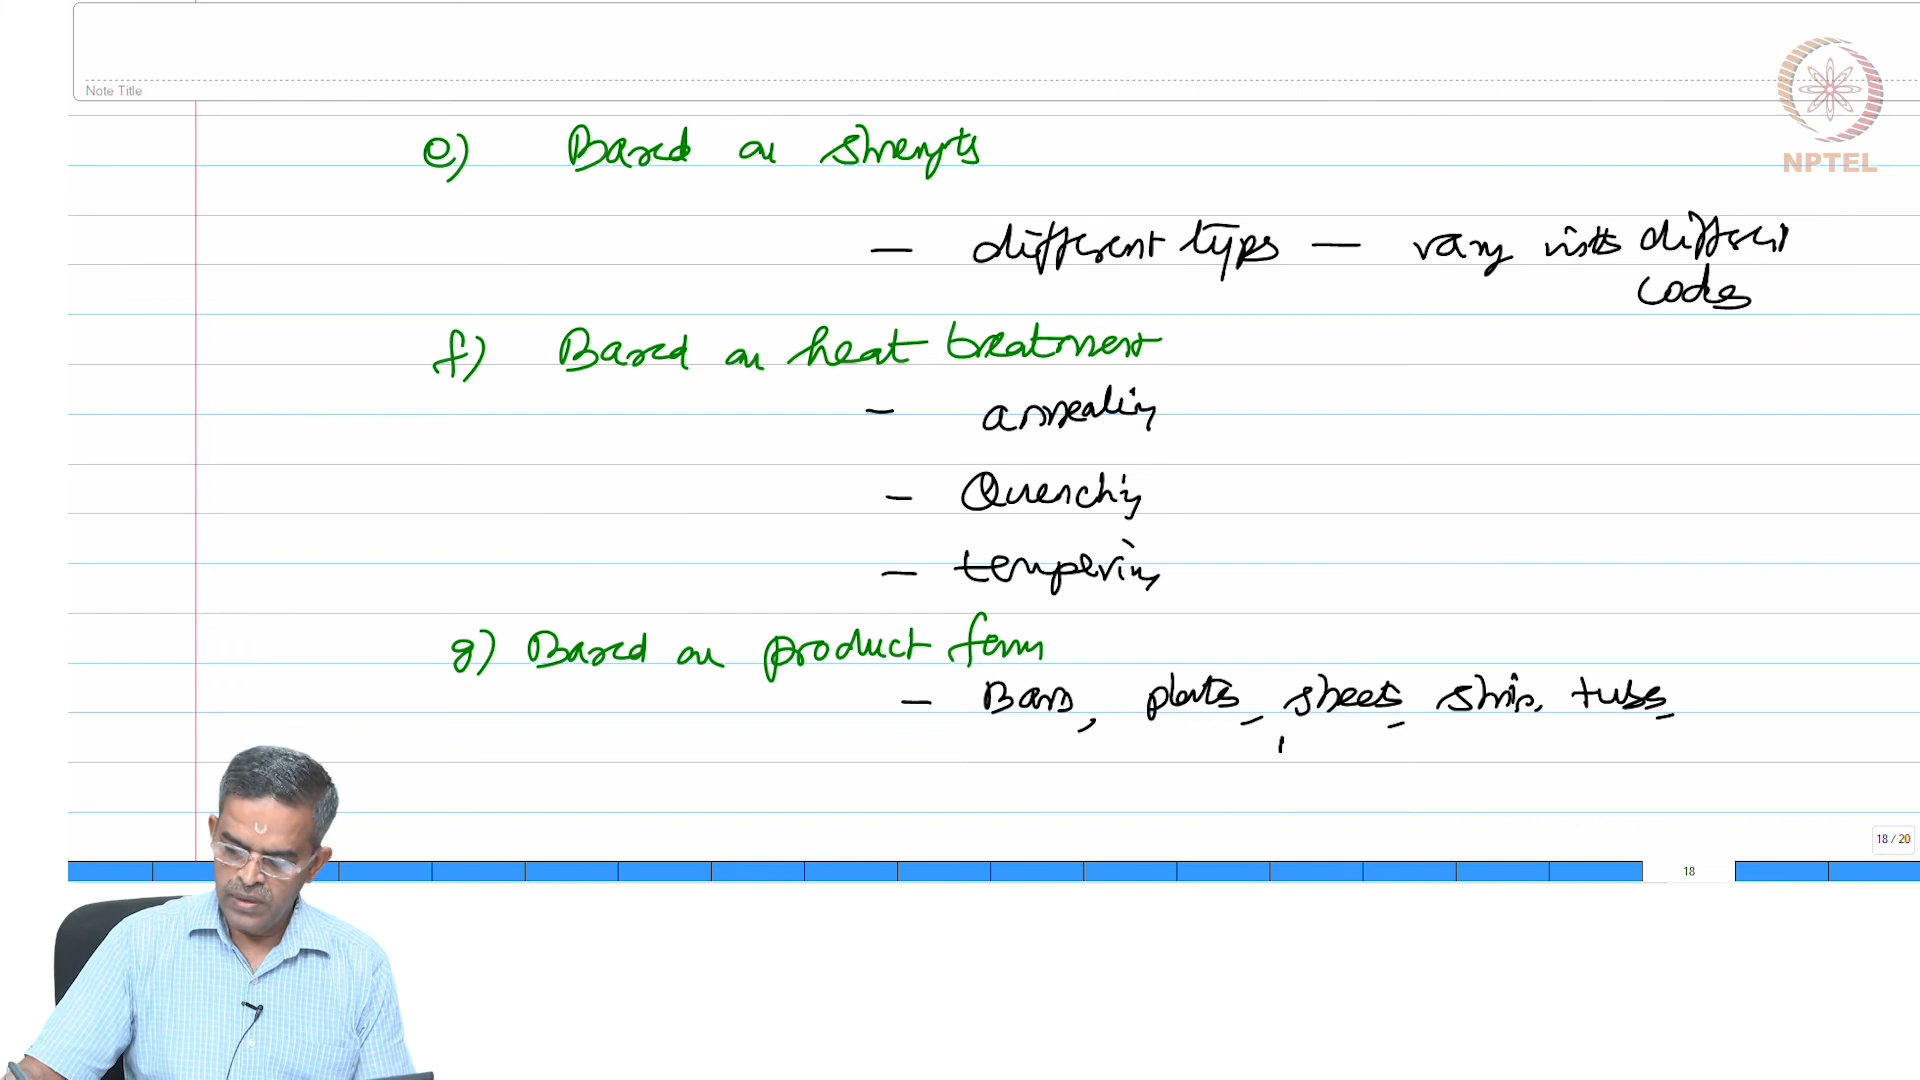 Note Title
NPTEL
e) Based on strength
— different types — vary with different
codes
f) Based on heat treatment
- annealing
- Quenching
- tempering
g) Based on product form
- Bars, plates, sheets, strip, tubes,
18 / 20
18